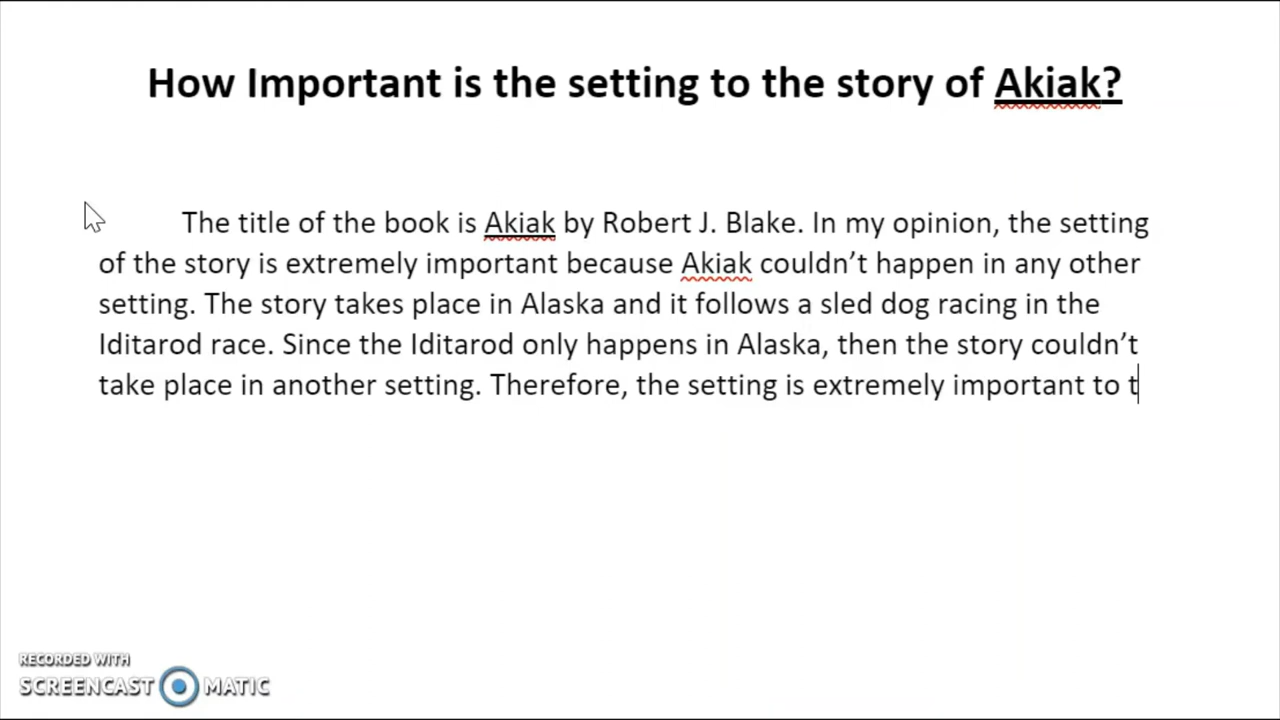 How Important is the setting to the story of Akiak?
The title of the book is Akiak by Robert J. Blake. In my opinion, the setting
of the story is extremely important because Akiak couldn’t happen in any other
setting. The story takes place in Alaska and it follows a sled dog racing in the
Iditarod race. Since the Iditarod only happens in Alaska, then the story couldn’t
take place in another setting. Therefore, the setting is extremely important to t
RECORDED WITH
SCREENCAST MATIC